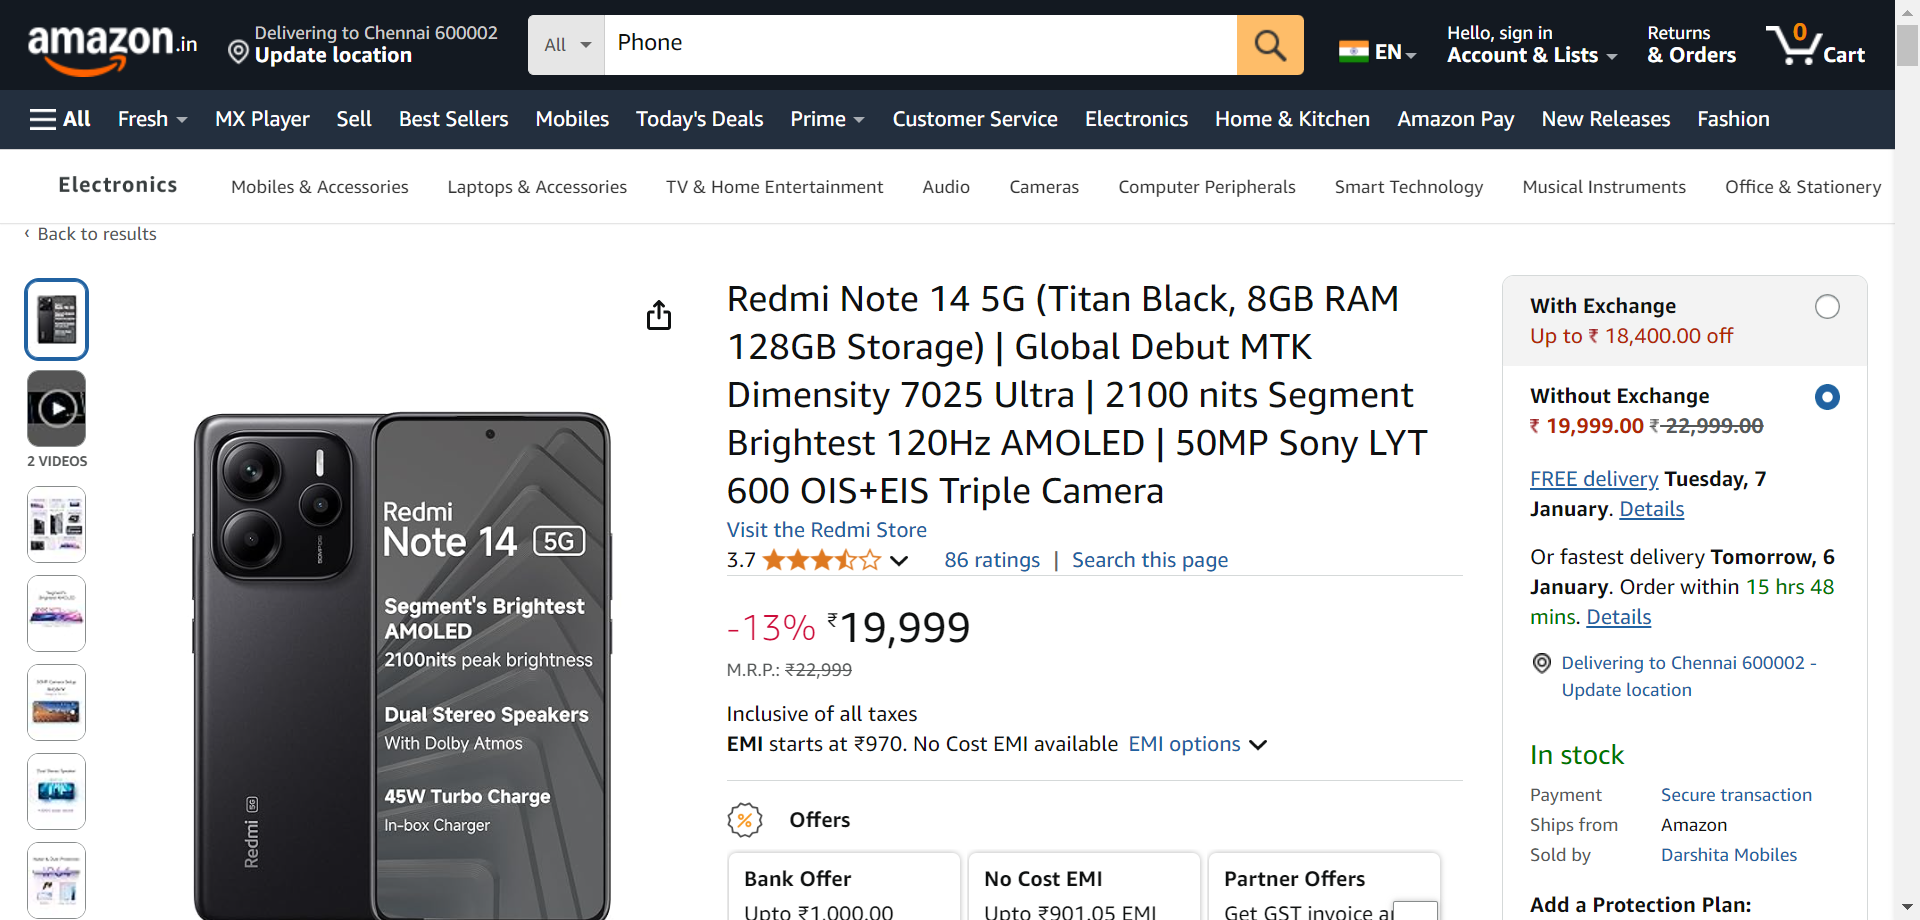 amazon.in
Delivering to Chennai 600002
Update location
All
Phone
EN
Hello, sign in
Account & Lists
Returns
& Orders
0
Cart
All
Fresh
MX Player
Sell
Best Sellers
Mobiles
Today's Deals
Prime
Customer Service
Electronics
Home & Kitchen
Amazon Pay
New Releases
Fashion
Electronics
Mobiles & Accessories
Laptops & Accessories
TV & Home Entertainment
Audio
Cameras
Computer Peripherals
Smart Technology
Musical Instruments
Office & Stationery
‹ Back to results
2 VIDEOS
Redmi
Note 14 5G
Segment's Brightest
AMOLED
2100nits peak brightness
Dual Stereo Speakers
With Dolby Atmos
45W Turbo Charge
In-box Charger
Redmi 5G
Redmi Note 14 5G (Titan Black, 8GB RAM
128GB Storage) | Global Debut MTK
Dimensity 7025 Ultra | 2100 nits Segment
Brightest 120Hz AMOLED | 50MP Sony LYT
600 OIS+EIS Triple Camera
Visit the Redmi Store
3.7
86 ratings | Search this page
-13% ₹19,999
M.R.P.: ₹22,999
Inclusive of all taxes
EMI starts at ₹970. No Cost EMI available EMI options
Offers
Bank Offer
Upto ₹1,000.00
No Cost EMI
Upto ₹901.05 EMI
Partner Offers
Get GST invoice
With Exchange
Up to ₹ 18,400.00 off
Without Exchange
₹ 19,999.00 ₹ 22,999.00
FREE delivery Tuesday, 7
January. Details
Or fastest delivery Tomorrow, 6
January. Order within 15 hrs 48
mins. Details
Delivering to Chennai 600002 -
Update location
In stock
Payment
Secure transaction
Ships from
Amazon
Sold by
Darshita Mobiles
Add a Protection Plan: